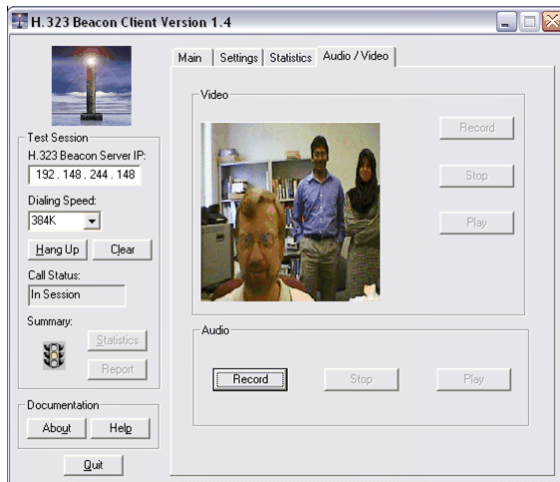 H.323 Beacon Client Version 1.4
Main Settings Statistics Audio / Video
Test Session
H.323 Beacon Server IP:
192 . 148 . 244 . 148
Dialing Speed:
384K
Hang Up Clear
Call Status:
In Session
Summary:
Statistics
Report
Documentation
About Help
Quit
Video
Record
Stop
Play
Audio
Record Stop Play